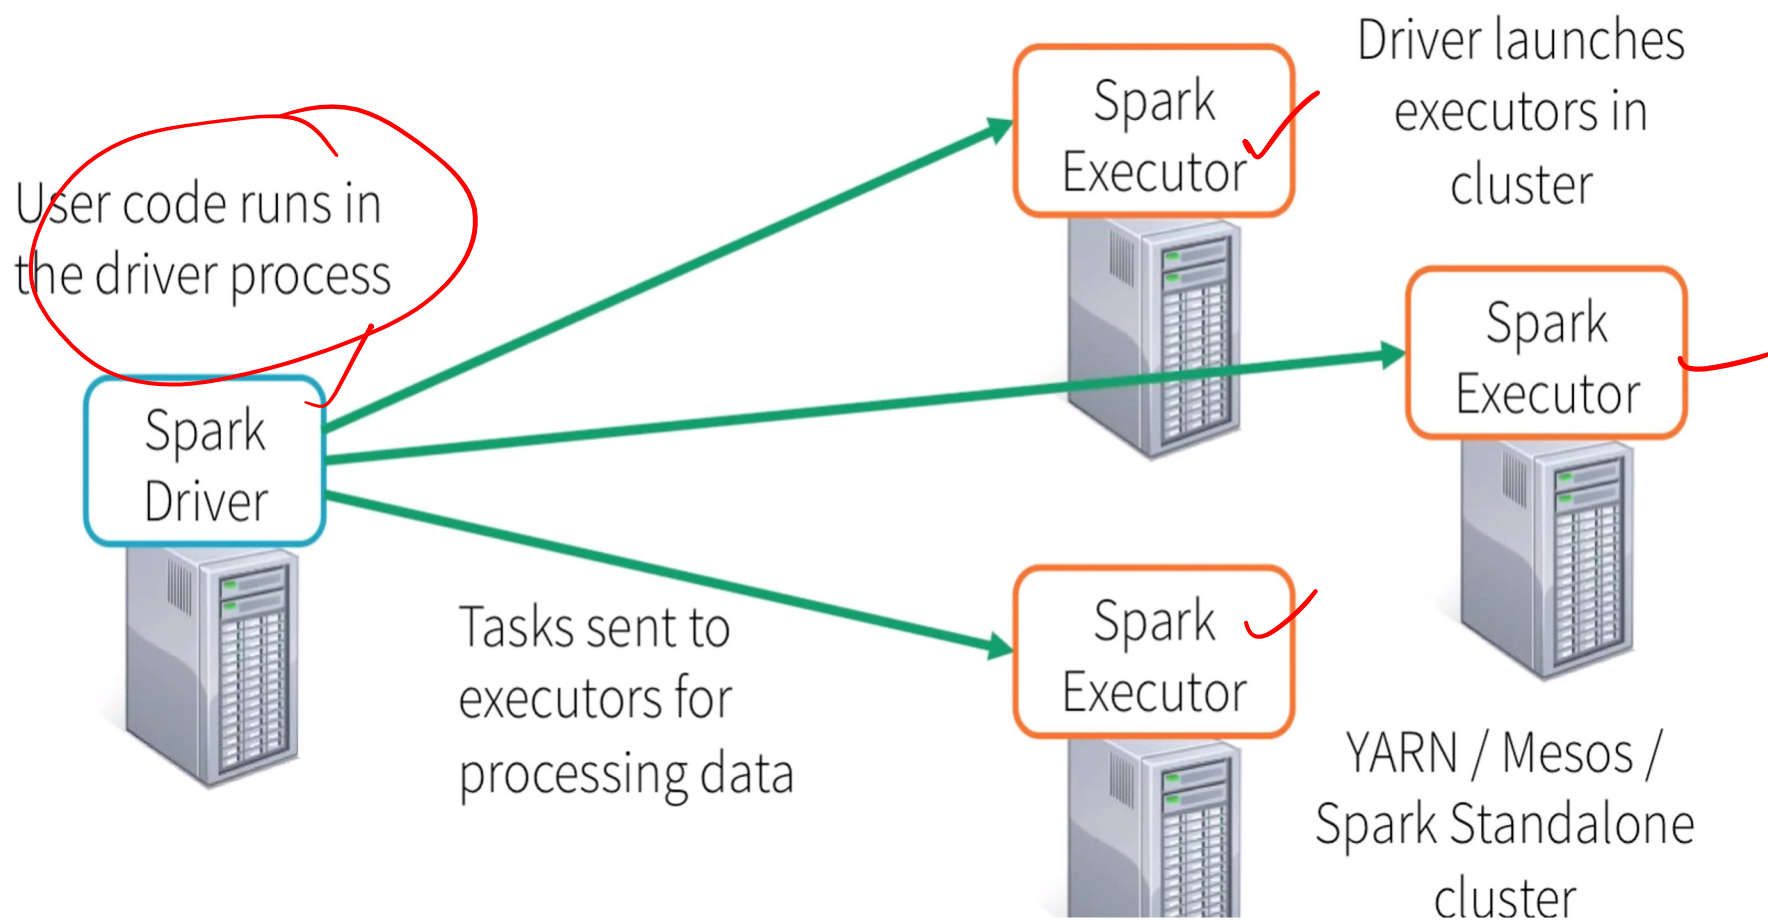 User code runs in
the driver process
Spark
Driver
Tasks sent to
executors for
processing data
Spark
Executor
Driver launches
executors in
cluster
Spark
Executor
Spark
Executor
YARN / Mesos /
Spark Standalone
cluster